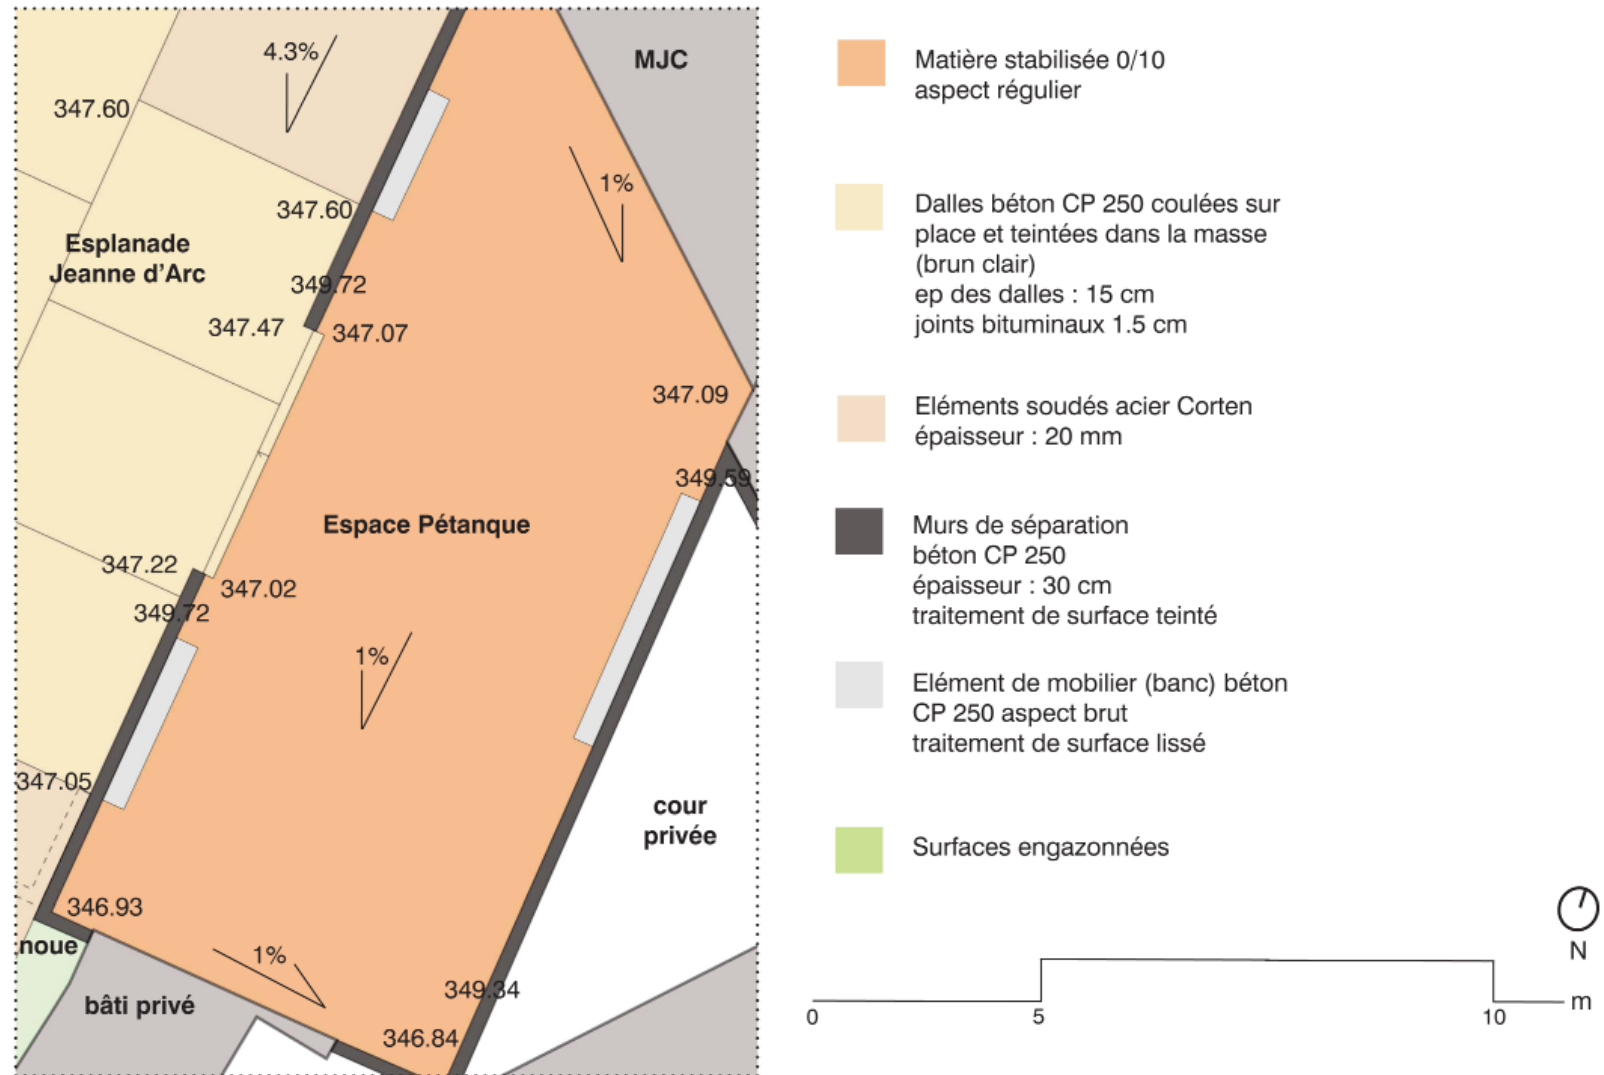 4.3%
MJC
347.60
1%
347.60
Esplanade
Jeanne d’Arc
349.72
347.47
347.07
347.09
349.59
Espace Pétanque
347.22
347.02
349.72
1%
347.05
cour
privée
346.93
noue
1%
bâti privé
349.34
346.84
Matière stabilisée 0/10
aspect régulier
Dalles béton CP 250 coulées sur
place et teintées dans la masse
(brun clair)
ep des dalles : 15 cm
joints bituminaux 1.5 cm
Eléments soudés acier Corten
épaisseur : 20 mm
Murs de séparation
béton CP 250
épaisseur : 30 cm
traitement de surface teinté
Elément de mobilier (banc) béton
CP 250 aspect brut
traitement de surface lissé
Surfaces engazonnées
N
0
5
10
m